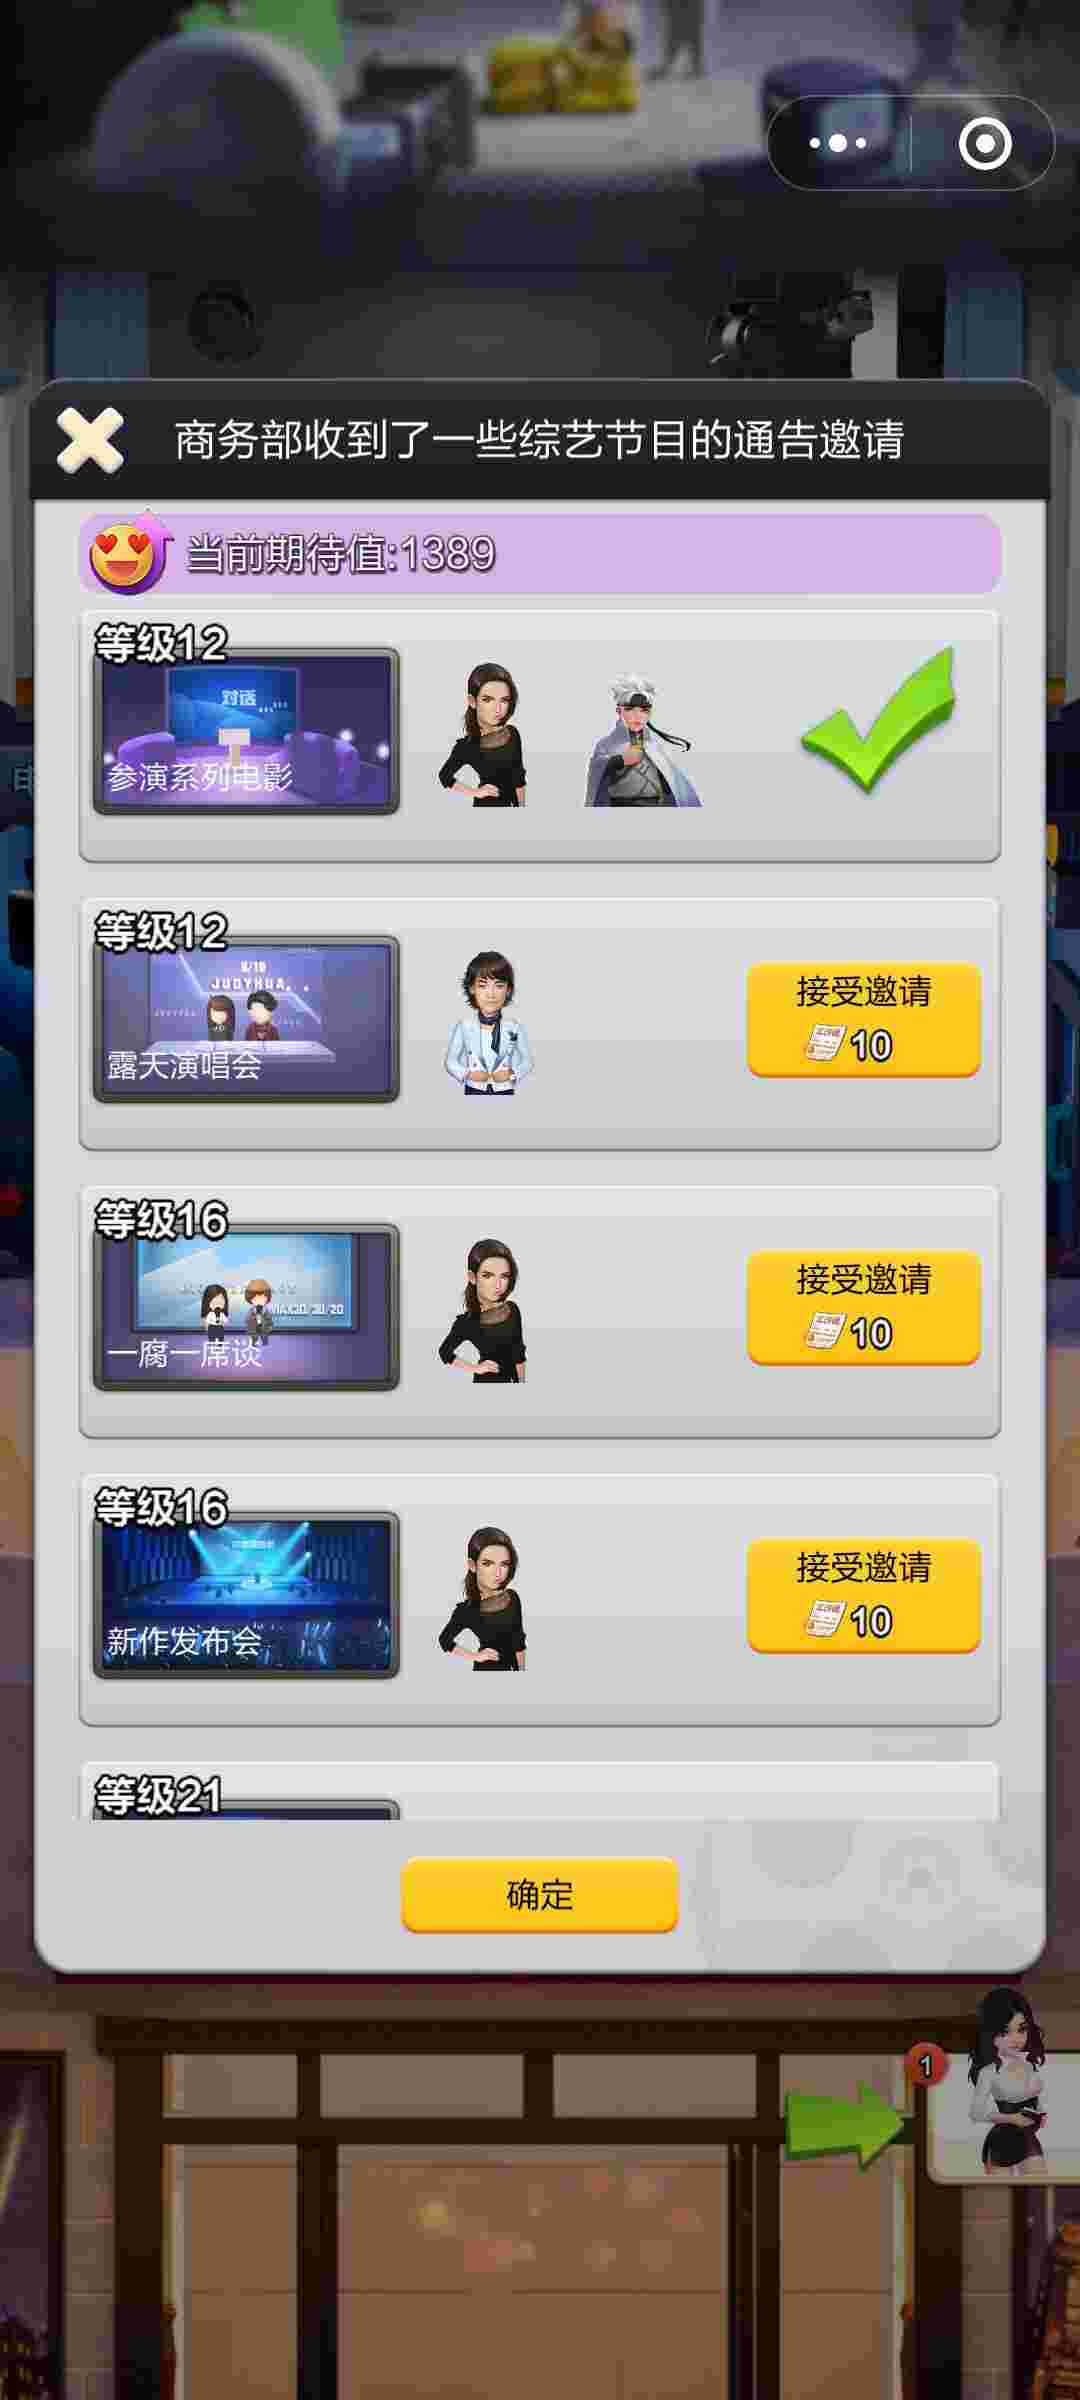 商务部收到了一些综艺节目的通告邀请
当前期待值:1389
等级12
对话......
参演系列电影
等级12
JUDYHUA。。
露天演唱会
接受邀请
10
等级16
MAX30/30/20
一腐一席谈
接受邀请
10
等级16
新作发布会
接受邀请
10
等级21
确定
1